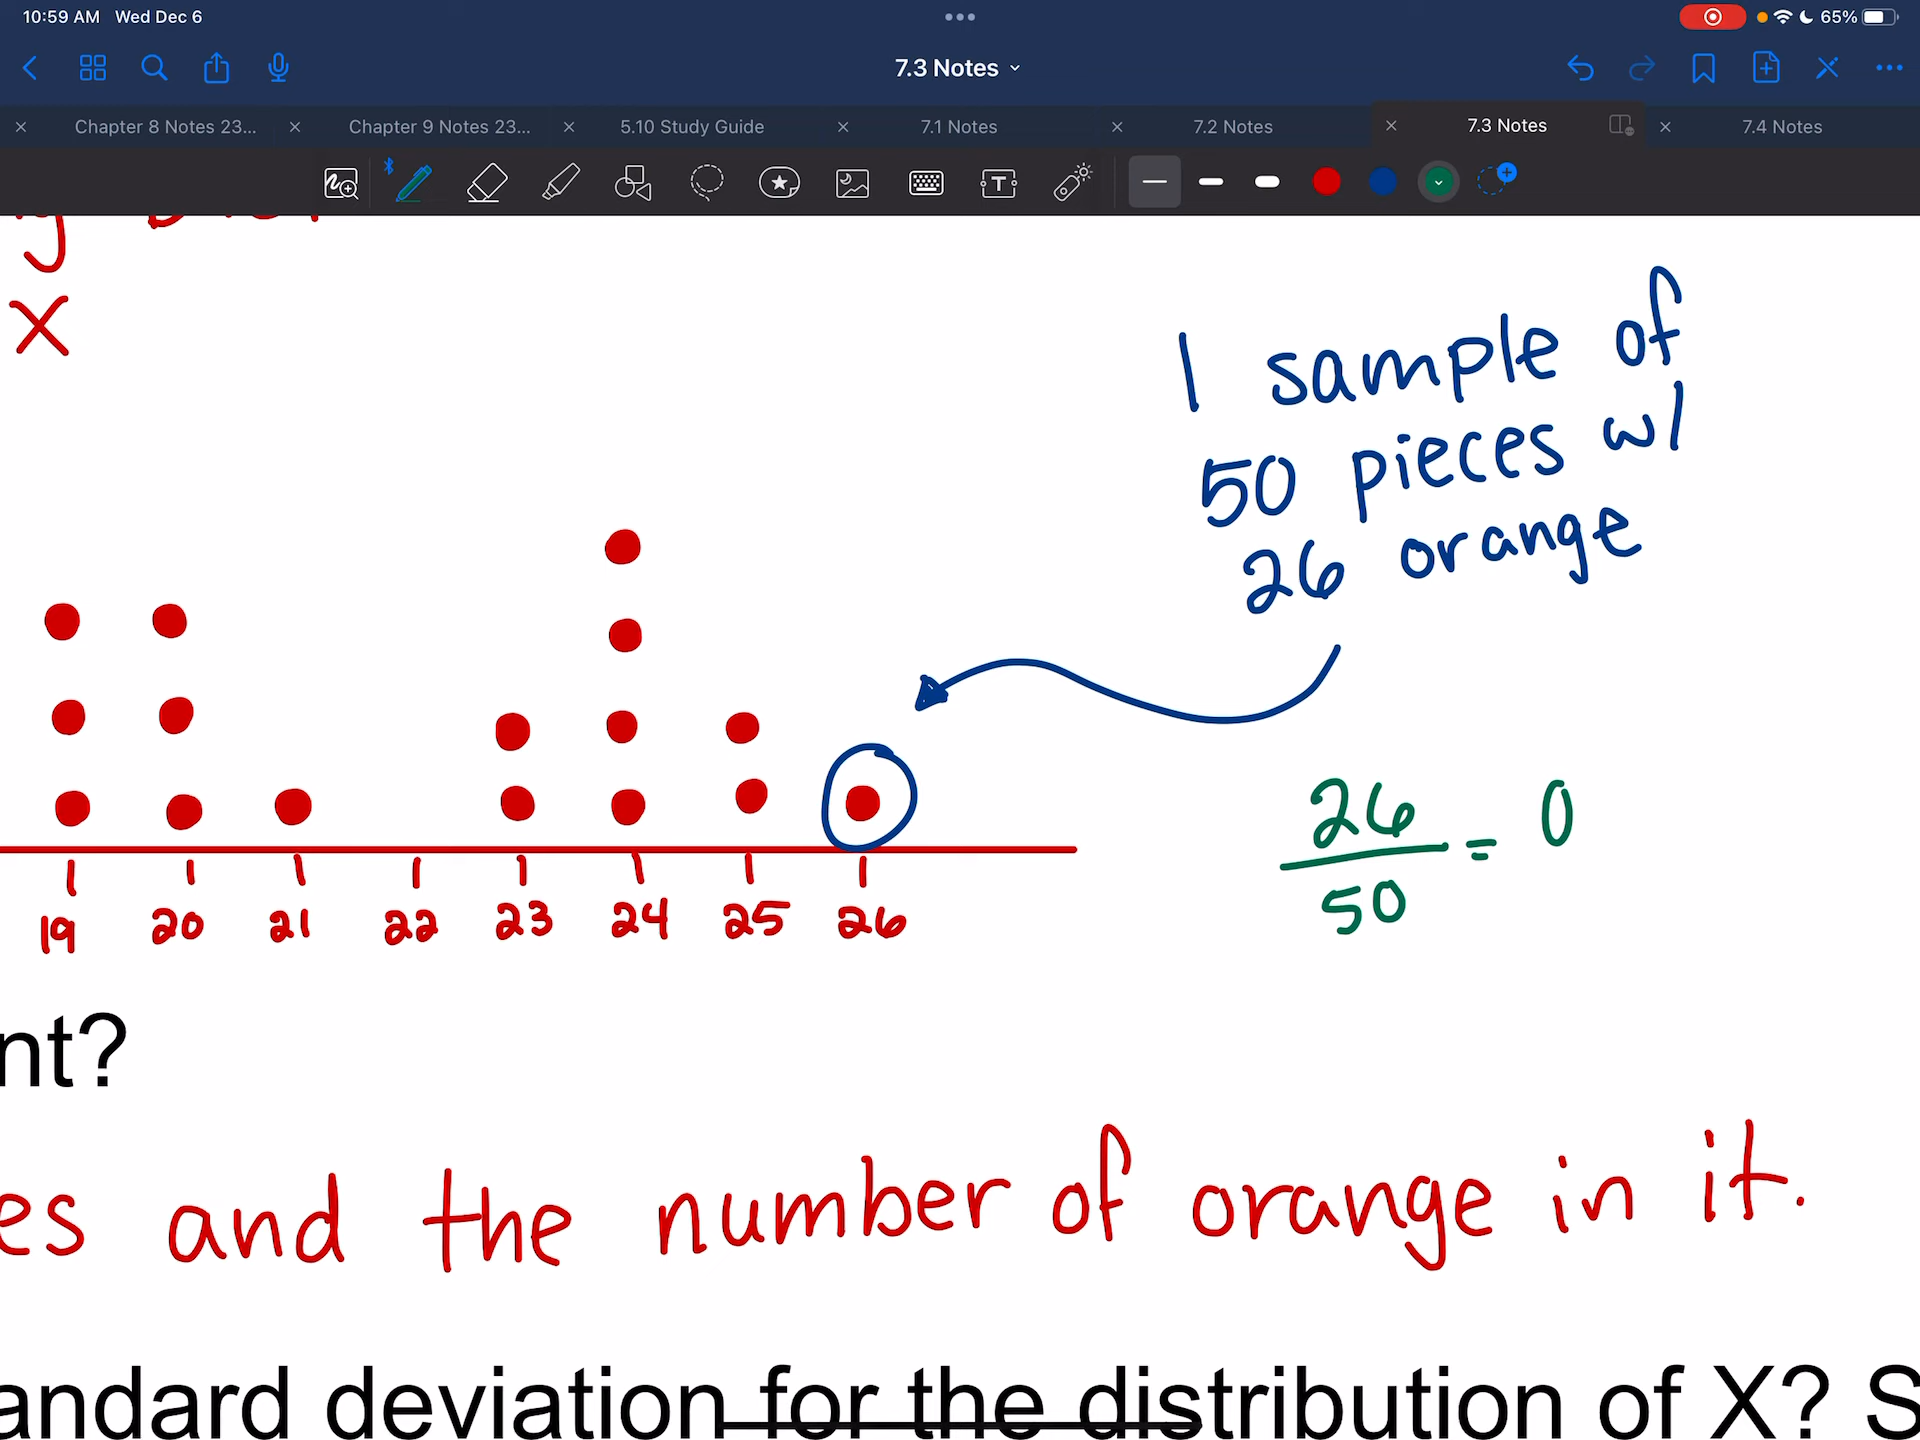 10:59 AM Wed Dec 6
65%
7.3 Notes
Chapter 8 Notes 23...
Chapter 9 Notes 23...
5.10 Study Guide
7.1 Notes
7.2 Notes
7.3 Notes
7.4 Notes
X
1 sample of
50 pieces w/
26 orange
26
50
= 0
19 20 21 22 23 24 25 26
nt?
es and the number of orange in it.
andard deviation for the distribution of X? S